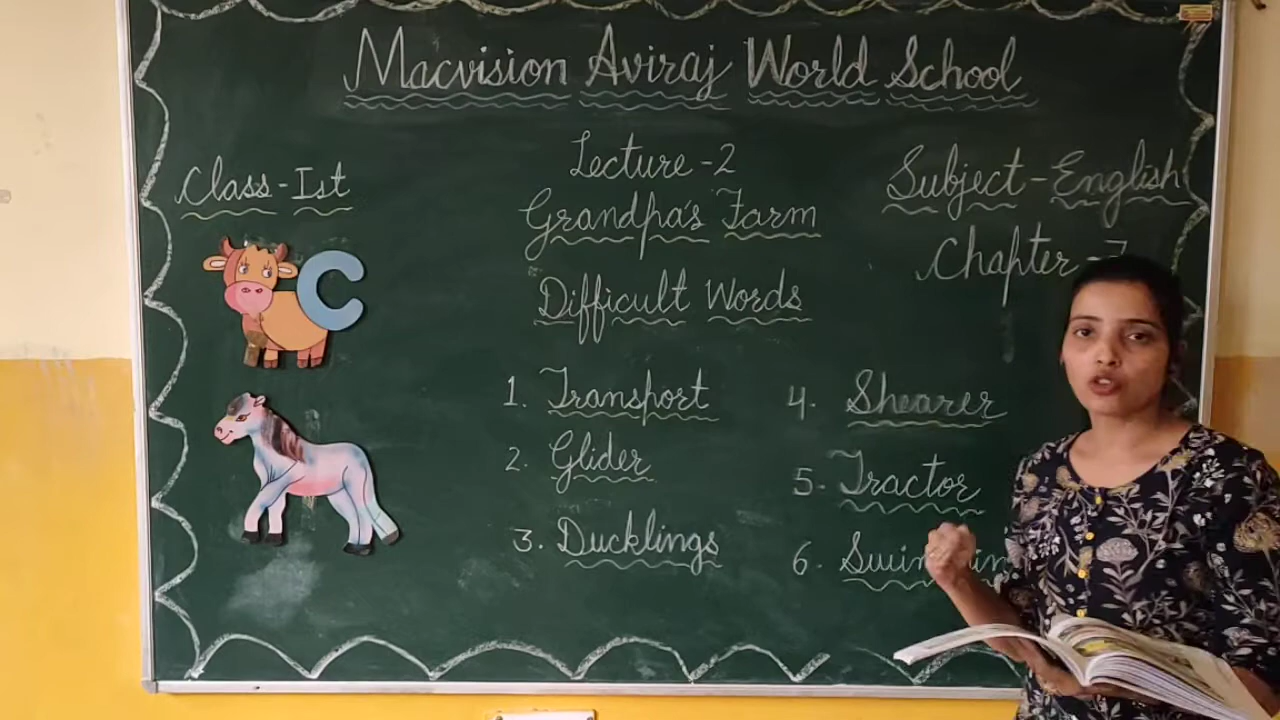 Macvision Aviraj World School
Lecture -2
Class-Ist
Subject-English
Grandpa's Farm
Chapter-7
Difficult Words
1. Transport
2. Glider
3. Ducklings
4. Shearer
5. Tractor
6.
C